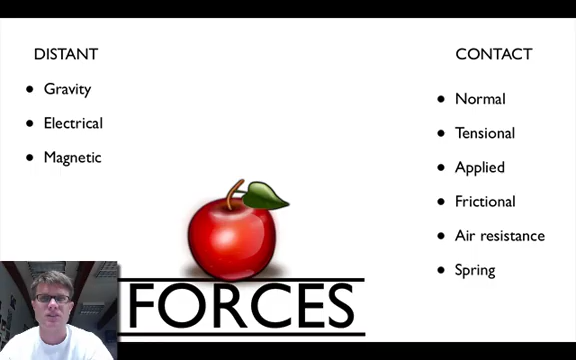 DISTANT
• Gravity
• Electrical
• Magnetic
CONTACT
• Normal
• Tensional
• Applied
• Frictional
• Air resistance
• Spring
FORCES